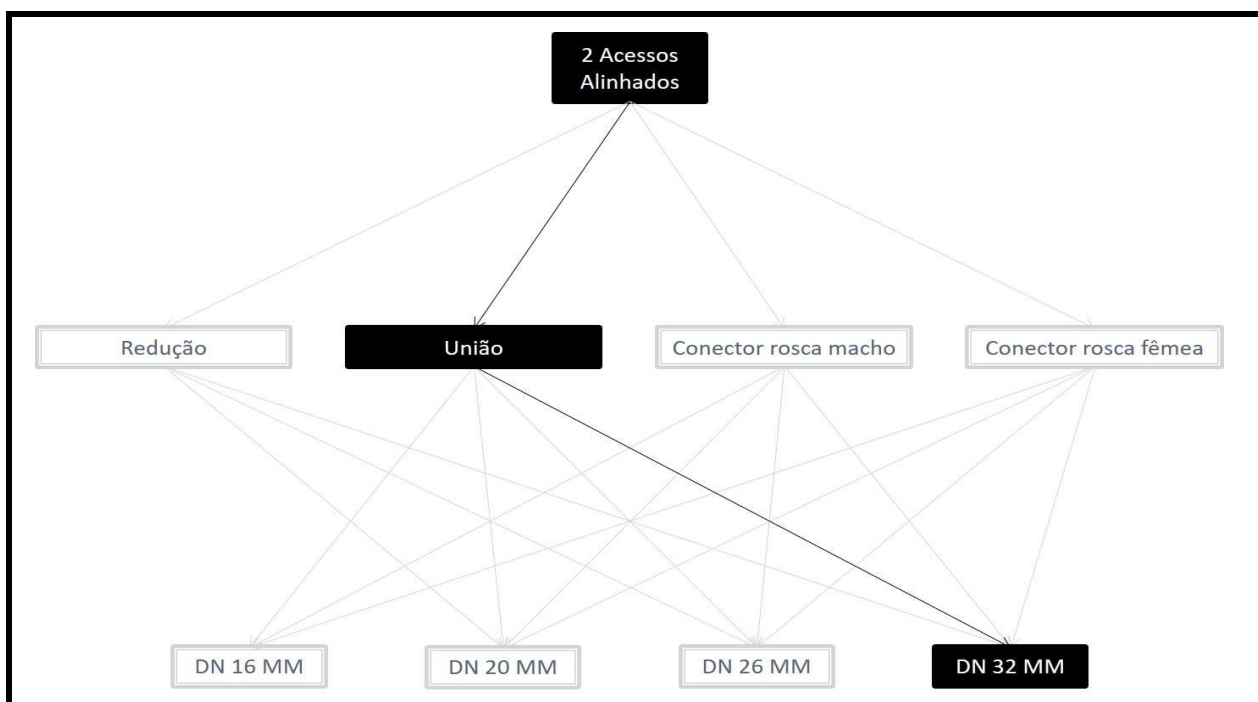 2 Acessos
Alinhados
Redução
União
Conector rosca macho
Conector rosca fêmea
DN 16 MM
DN 20 MM
DN 26 MM
DN 32 MM